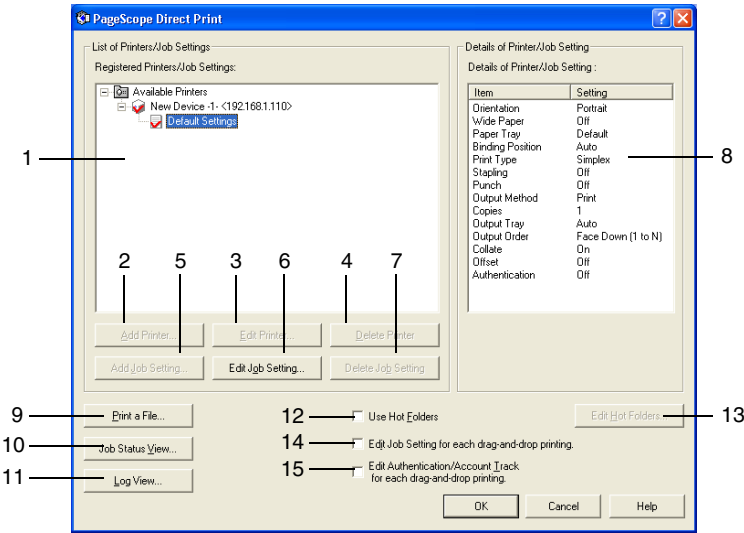 PageScope Direct Print
List of Printers/Job Settings
Registered Printers/Job Settings:
Available Printers
New Device -1- <192.168.1.110>
Default Settings
1
2
5
3
6
4
7
Add Printer...
Edit Printer...
Delete Printer
Add Job Setting...
Edit Job Setting...
Delete Job Setting
Details of Printer/Job Setting
Details of Printer/Job Setting :
Item Setting
Orientation Portrait
Wide Paper Off
Paper Tray Default
Binding Position Auto
Print Type Simplex
Stapling Off
Punch Off
Output Method Print
Copies 1
Output Tray Auto
Output Order Face Down (1 to N)
Collate On
Offset Off
Authentication Off
8
9 Print a File...
10 Job Status View...
11 Log View...
12 Use Hot Folders
Edit Hot Folders... 13
14 Edit Job Setting for each drag-and-drop printing.
15 Edit Authentication/Account Track
for each drag-and-drop printing.
OK Cancel Help